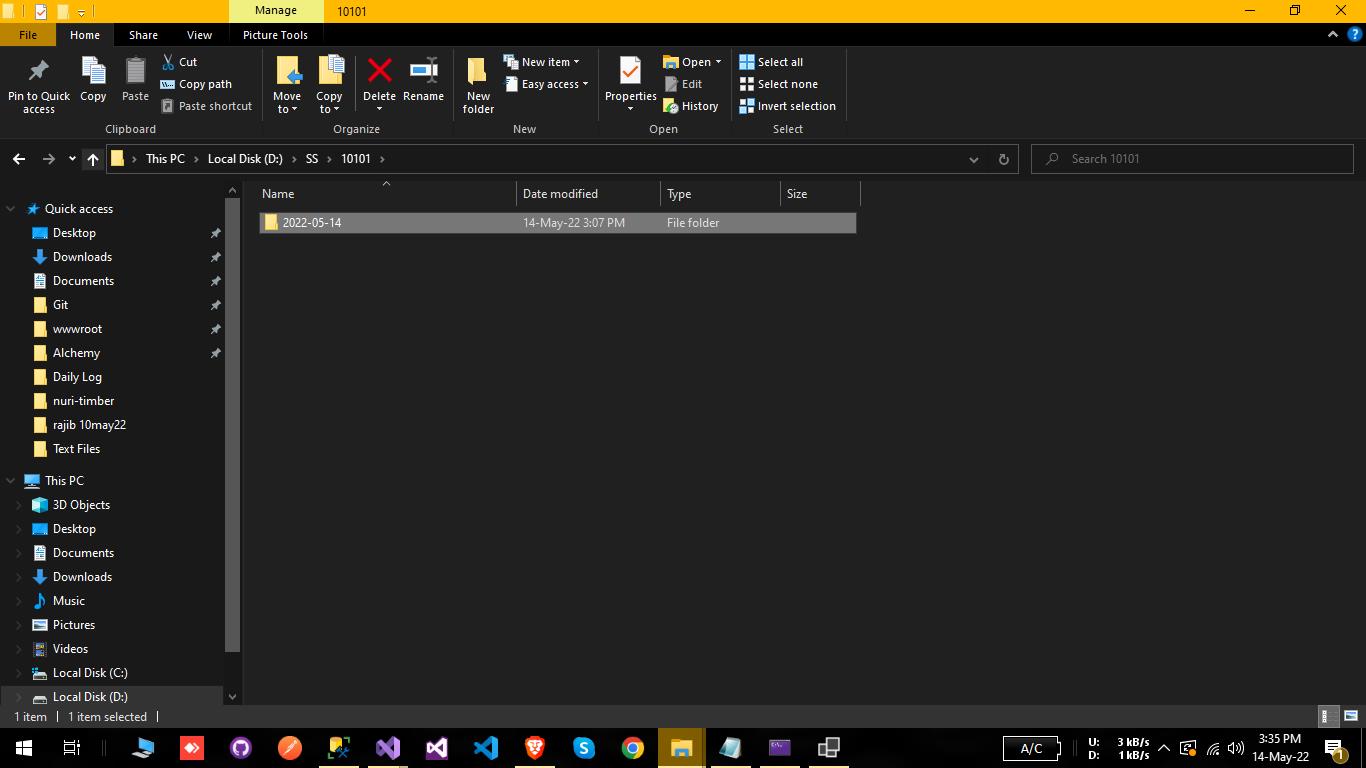 Manage 10101
File Home Share View Picture Tools
Pin to Quick access
Copy
Paste
Cut
Copy path
Paste shortcut
Clipboard
Move to
Copy to
Delete
Rename
Organize
New folder
New item
Easy access
New
Properties
Open
Edit
History
Open
Select all
Select none
Invert selection
Select
This PC Local Disk (D:) SS 10101
Search 10101
Name Date modified Type Size
2022-05-14 14-May-22 3:07 PM File folder
Quick access
Desktop
Downloads
Documents
Git
wwwroot
Alchemy
Daily Log
nuri-timber
rajib 10may22
Text Files
This PC
3D Objects
Desktop
Documents
Downloads
Music
Pictures
Videos
Local Disk (C:)
Local Disk (D:)
1 item 1 item selected
A/C
U: 3 kB/s
D: 1 kB/s
3:35 PM
14-May-22
1